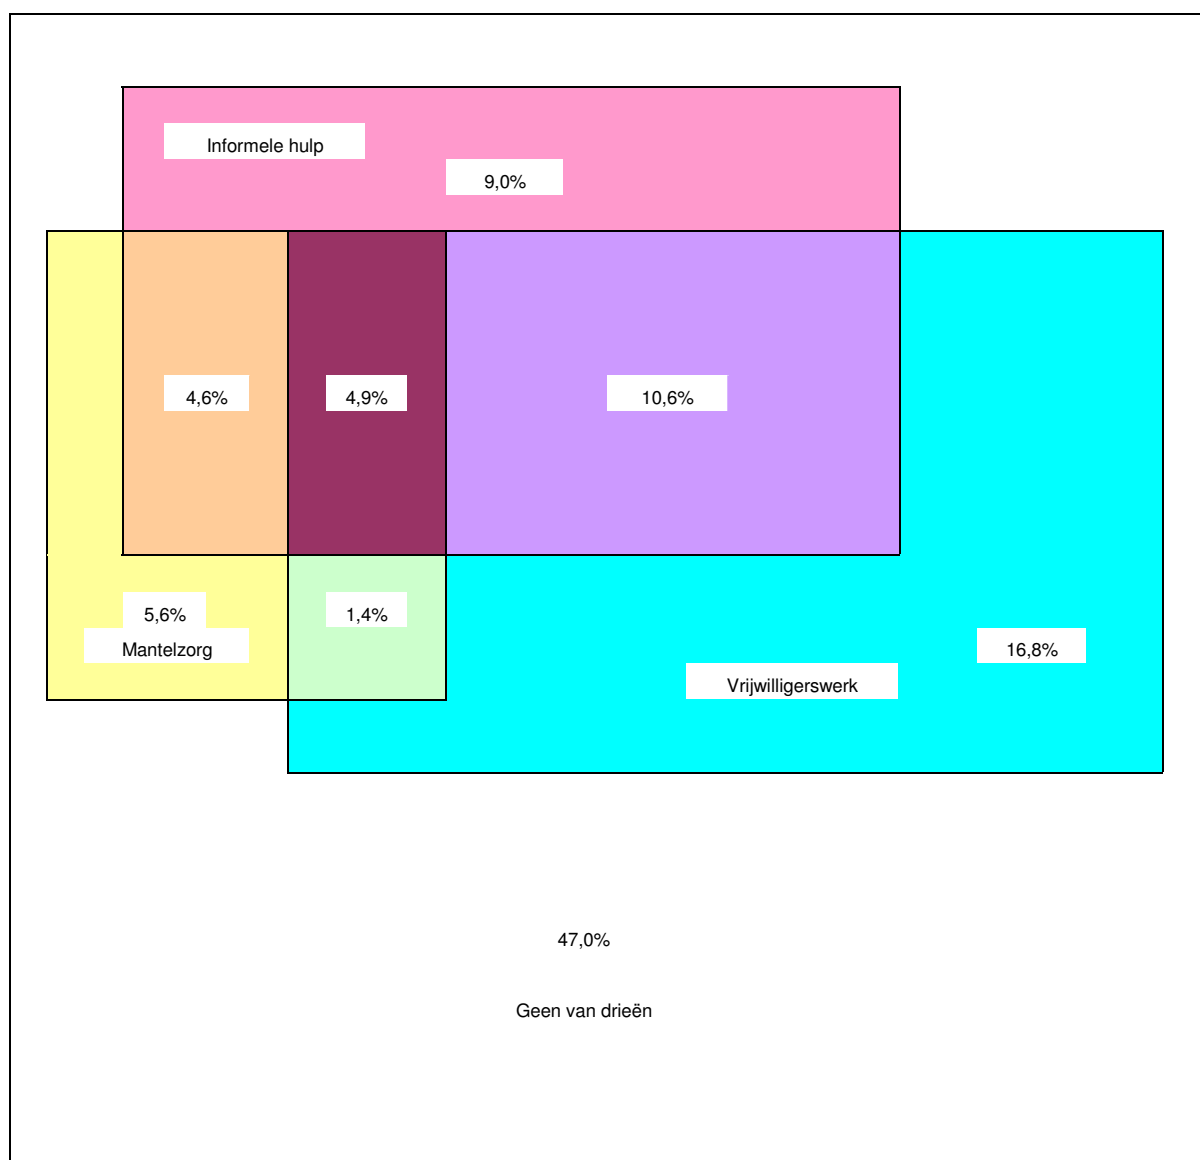 Informele hulp
9,0%
4,6%
4,9%
10,6%
5,6%
1,4%
Mantelzorg
16,8%
Vrijwilligerswerk
47,0%
Geen van drieën